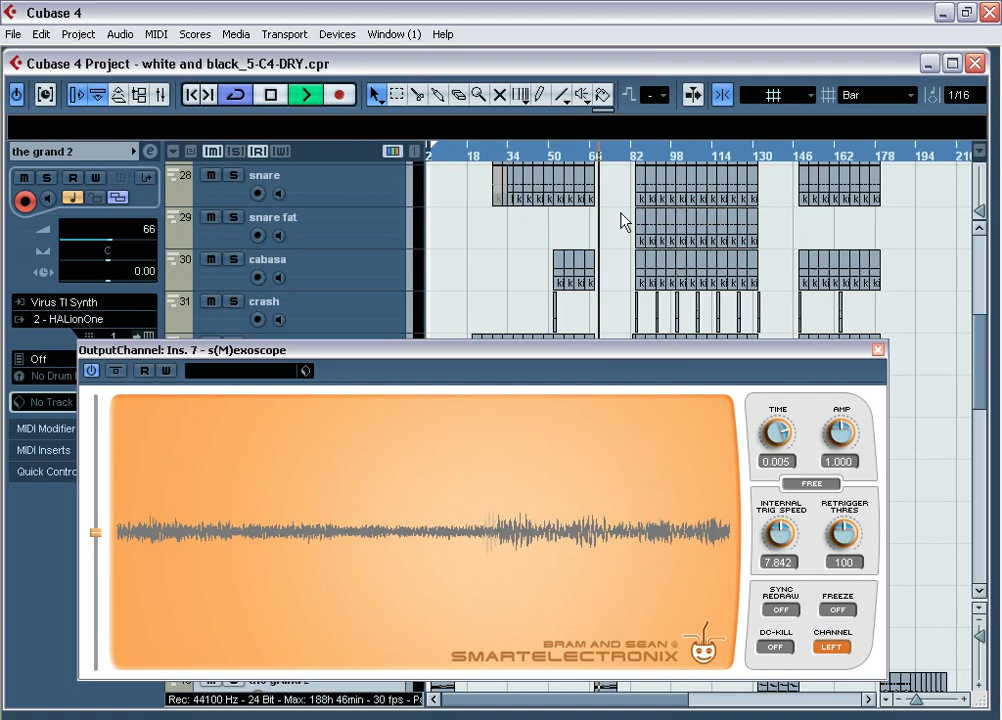 Cubase 4
File Edit Project Audio MIDI Scores Media Transport Devices Window (1) Help
Cubase 4 Project - white and black_5-C4-DRY.cpr
Bar 1/16
the grand 2
2 18 34 50 66 82 98 114 130 146 162 178 194 210
28 M S snare
29 M S snare fat
30 M S cabasa
31 M S crash
M S R W
66
C
0.00
Virus TI Synth
2 - HALionOne
1
Off
No Drum
No Track
MIDI Modifier
MIDI Inserts
Quick Contro
OutputChannel: Ins. 7 - s(M)exoscope
R W
TIME AMP
0.005 1.000
FREE
INTERNAL TRIG SPEED
RETRIGGER THRES
7.842 100
SYNC REDRAW
FREEZE
OFF OFF
DC-KILL CHANNEL
OFF LEFT
BRAM AND SEAN @
SMARTELECTRONIX
Rec: 44100 Hz - 24 Bit - Max: 188h 46min - 30 fps - P